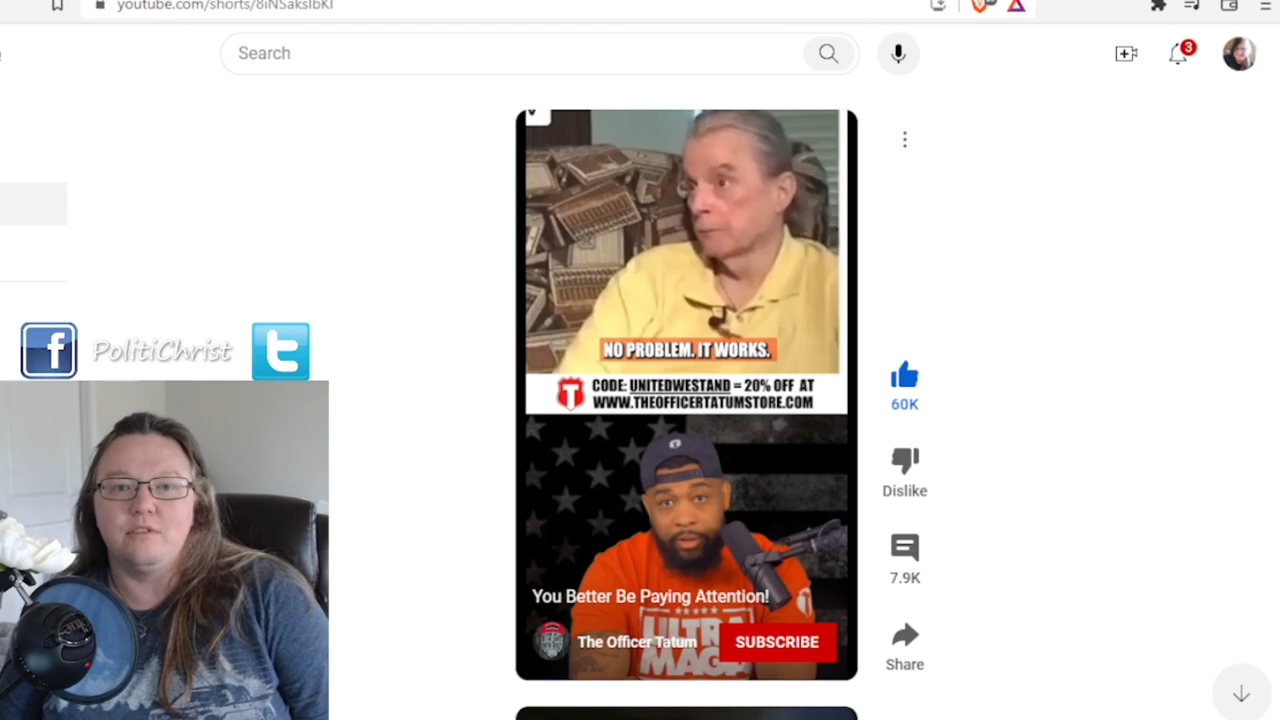 youtube.com/shorts/8iNSaksIbKI
Search
3
NO PROBLEM. IT WORKS.
T CODE: UNITEDWESTAND = 20% OFF AT
WWW.THEOFFICERTATUMSTORE.COM
f PolitiChrist t
60K
Dislike
7.9K
You Better Be Paying Attention!
ULTRA
MAGA
The Officer Tatum SUBSCRIBE
Share